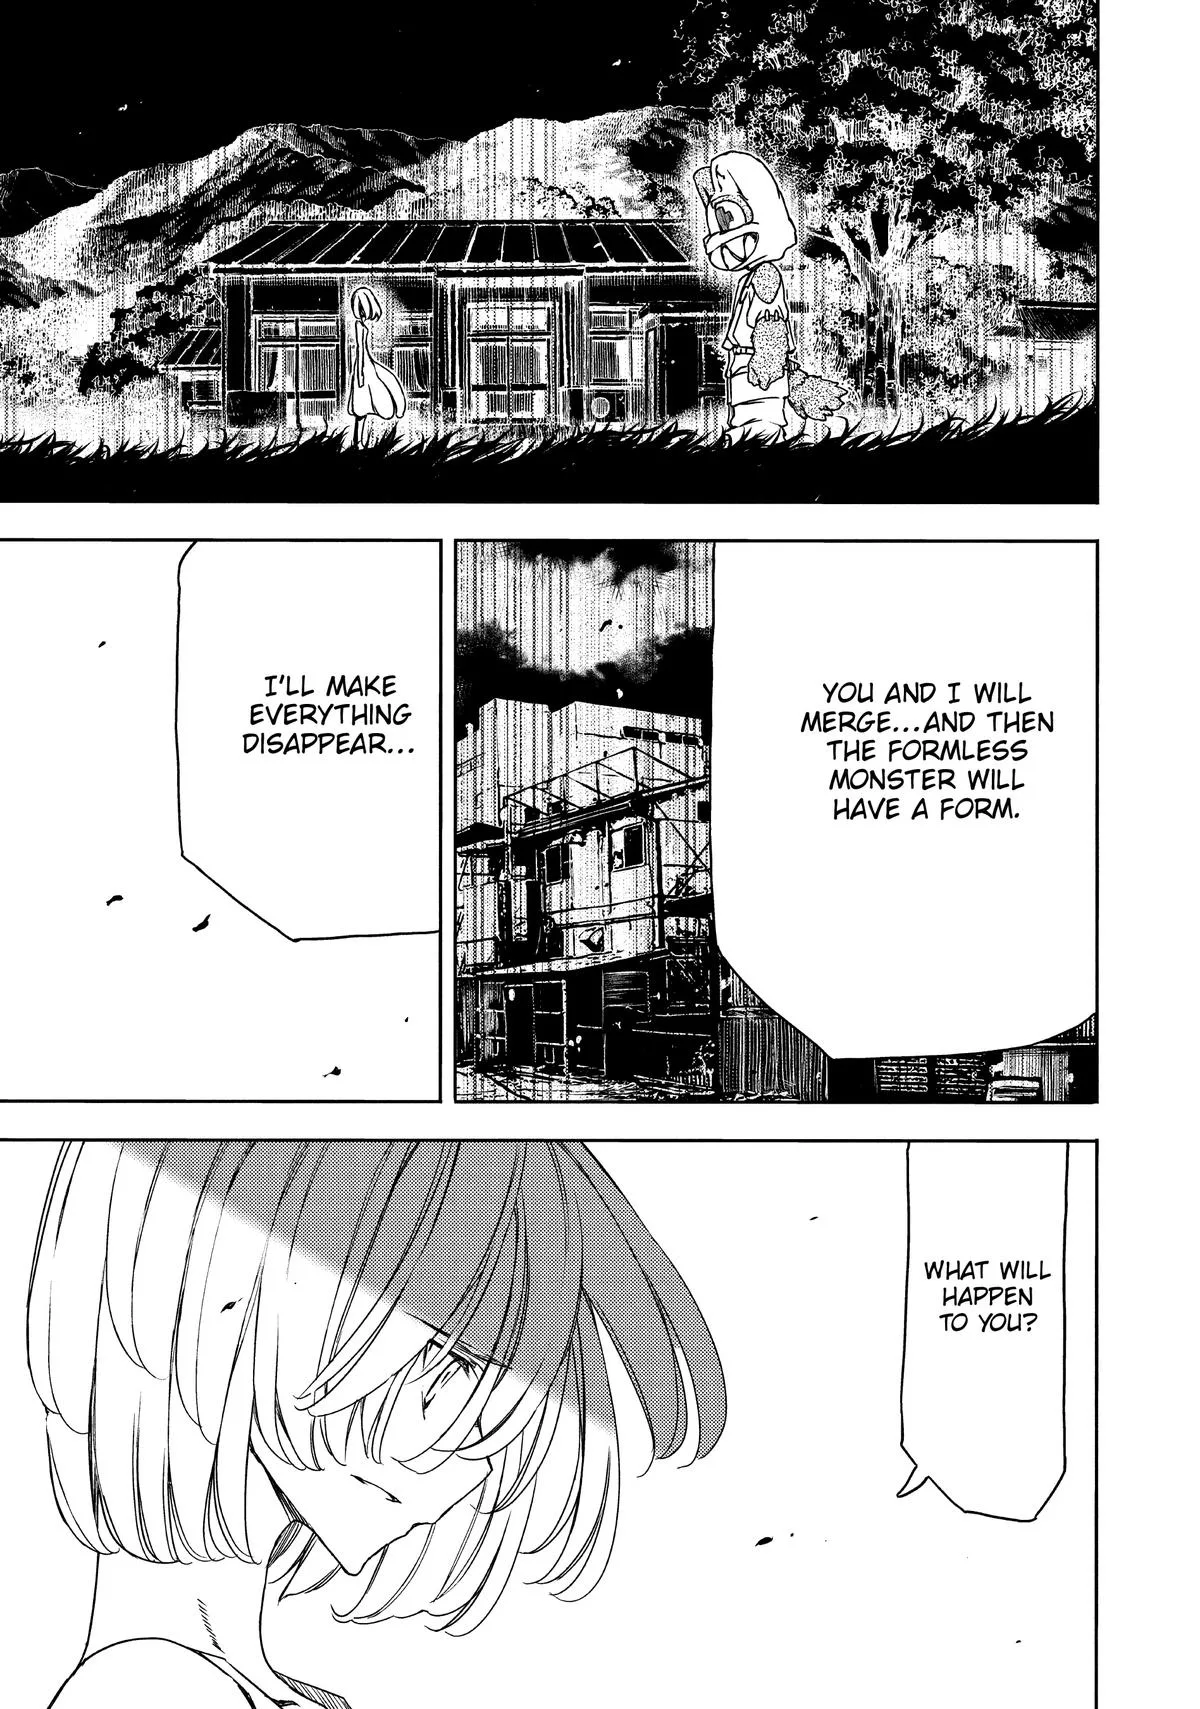 YOU AND I WILL
MERGE...AND THEN
THE FORMLESS
MONSTER WILL
HAVE A FORM.
I'LL MAKE
EVERYTHING
DISAPPEAR...
WHAT WILL
HAPPEN
TO YOU?